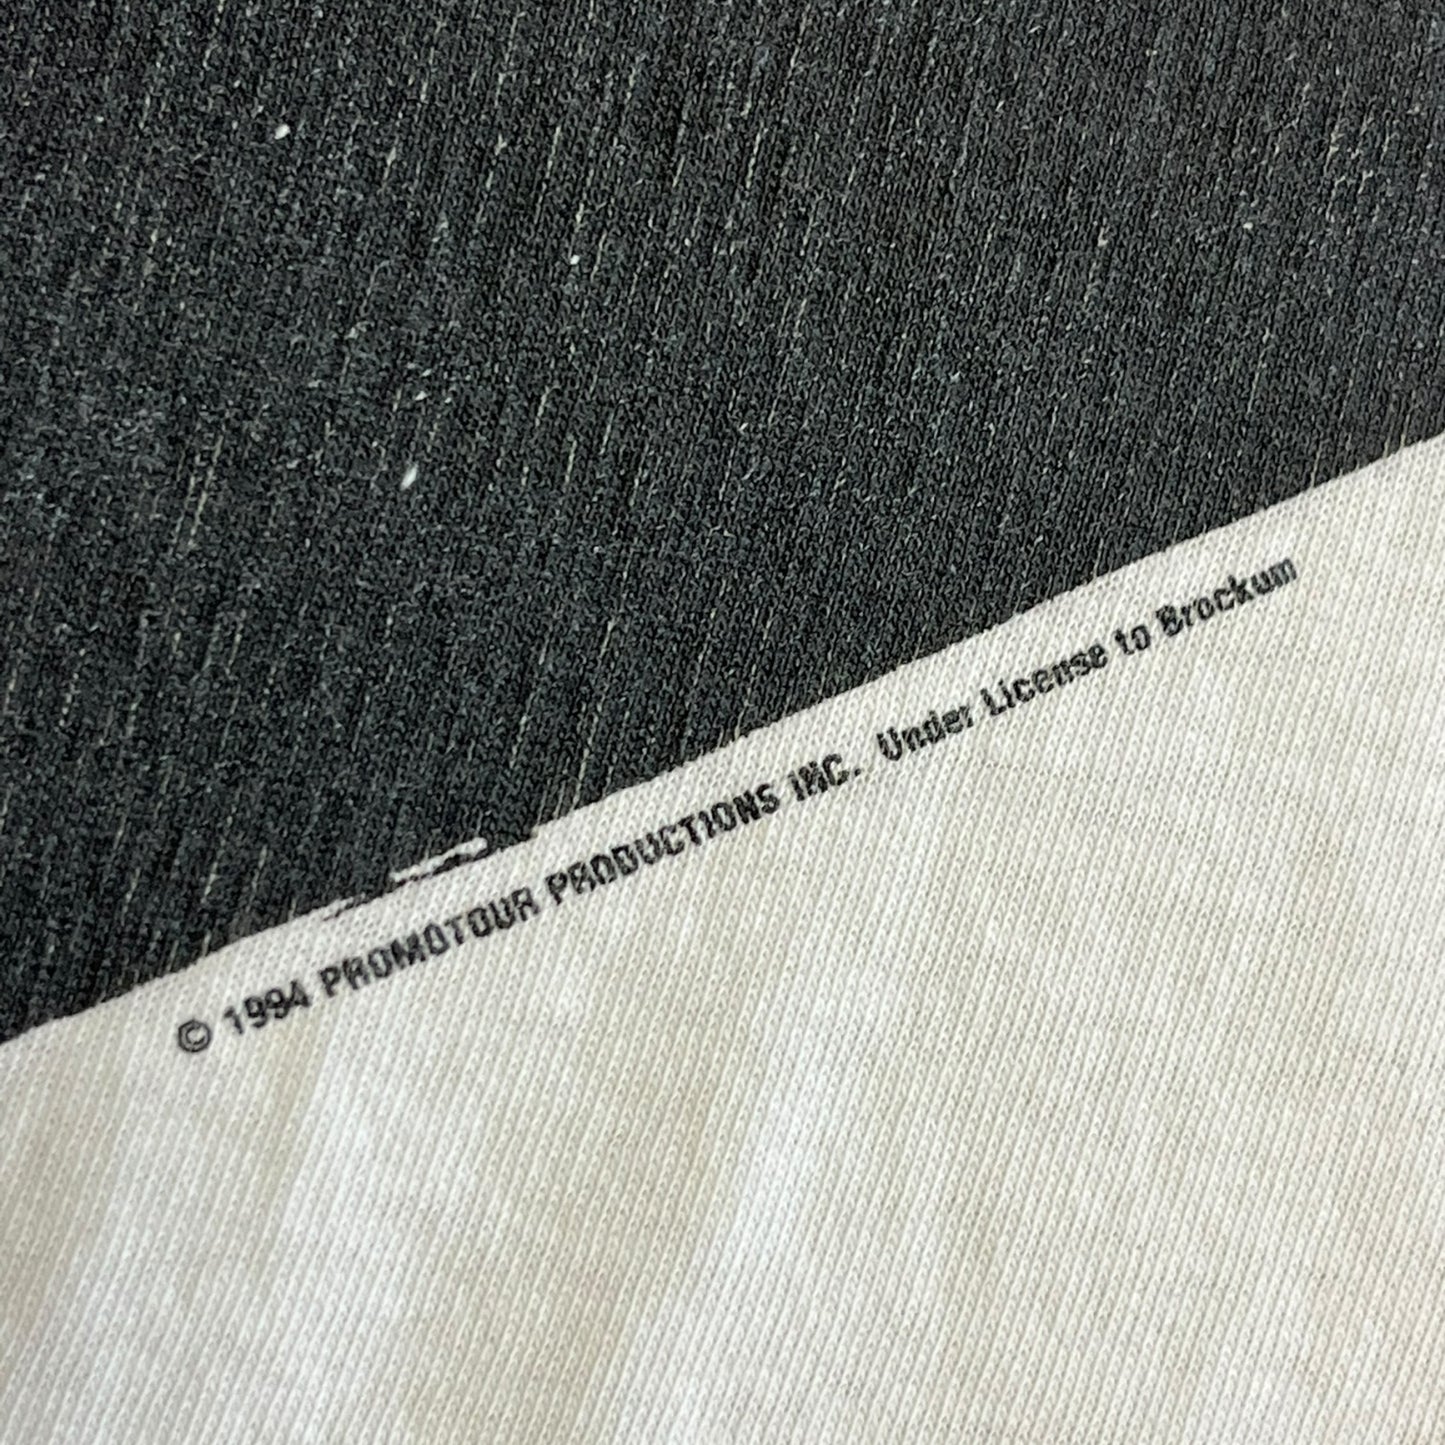 © 1994 PROMOTOUR PRODUCTIONS INC. Under License to Brockum